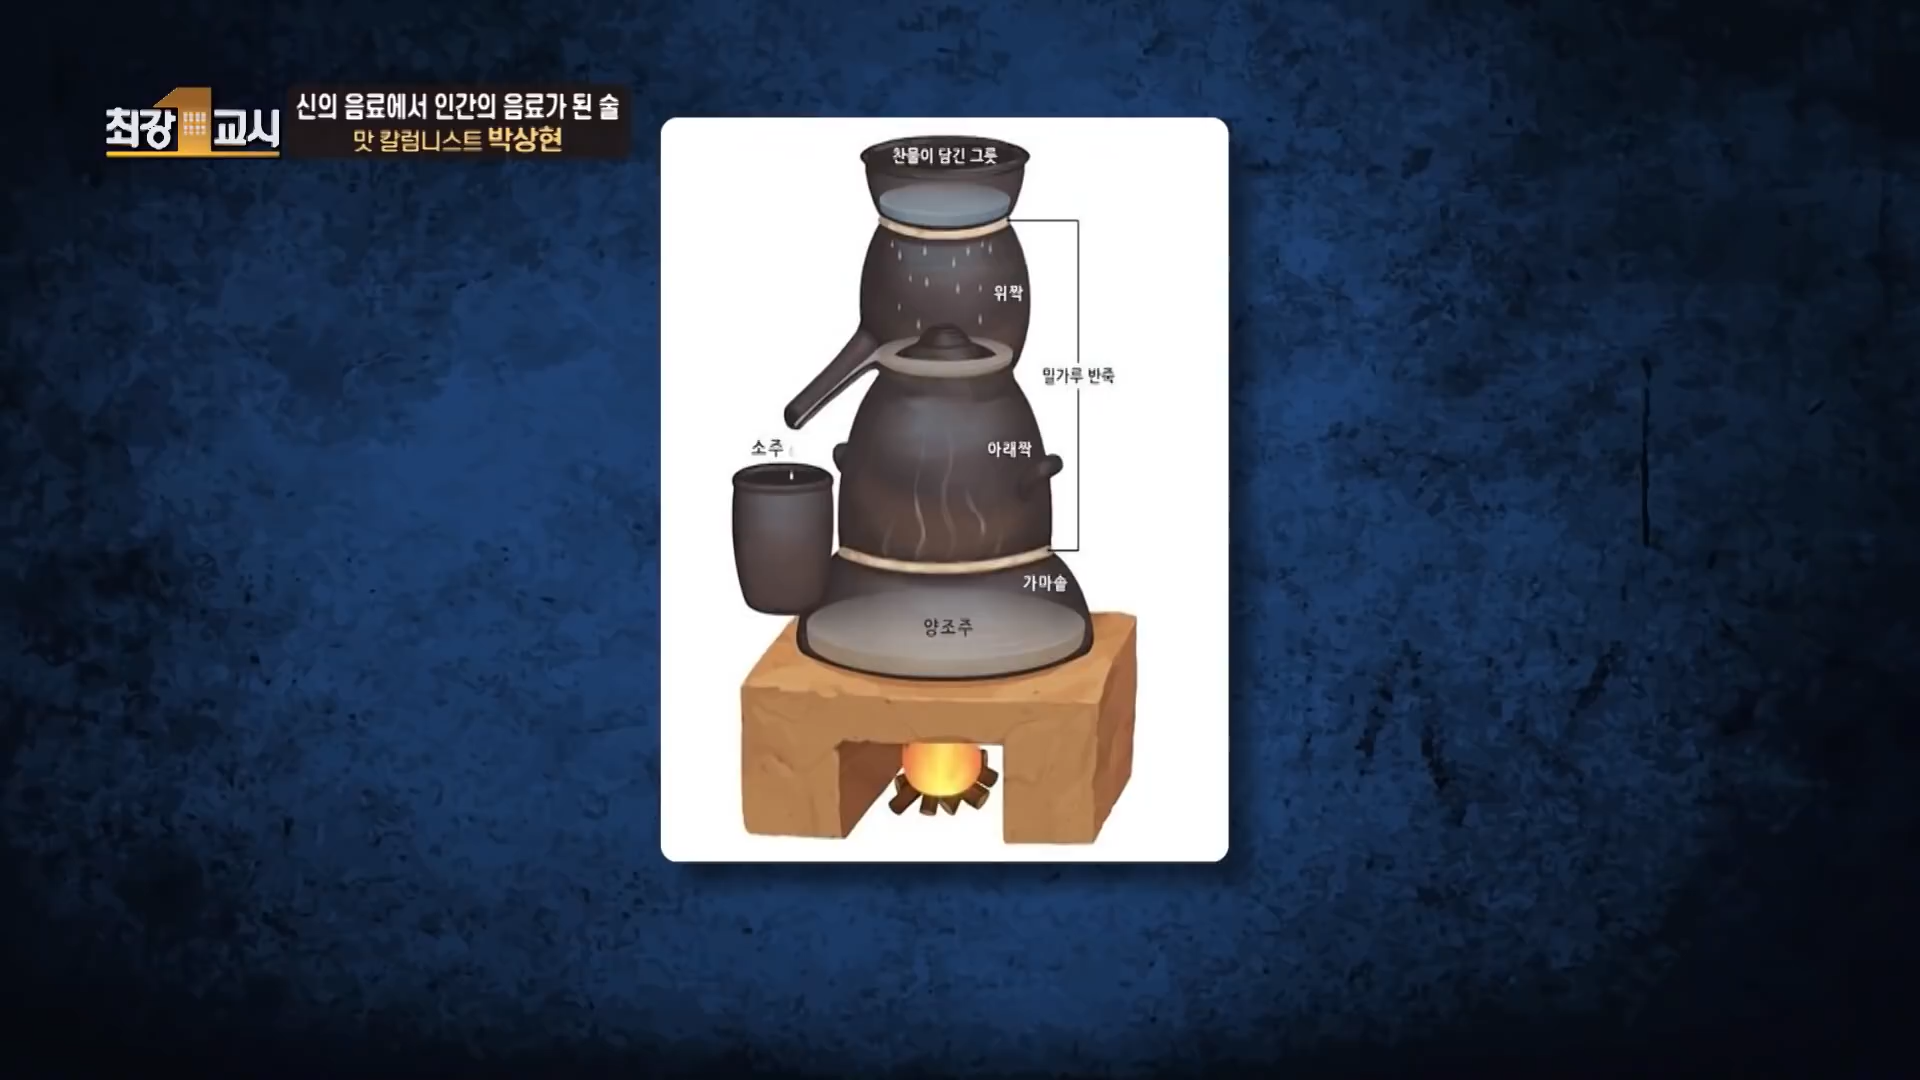 최강1교시
신의 음료에서 인간의 음료가 된 술
맛 칼럼니스트 박상현
찬물이 담긴 그릇
위짝
밀가루 반죽
소주
아래짝
가마솥
양조주